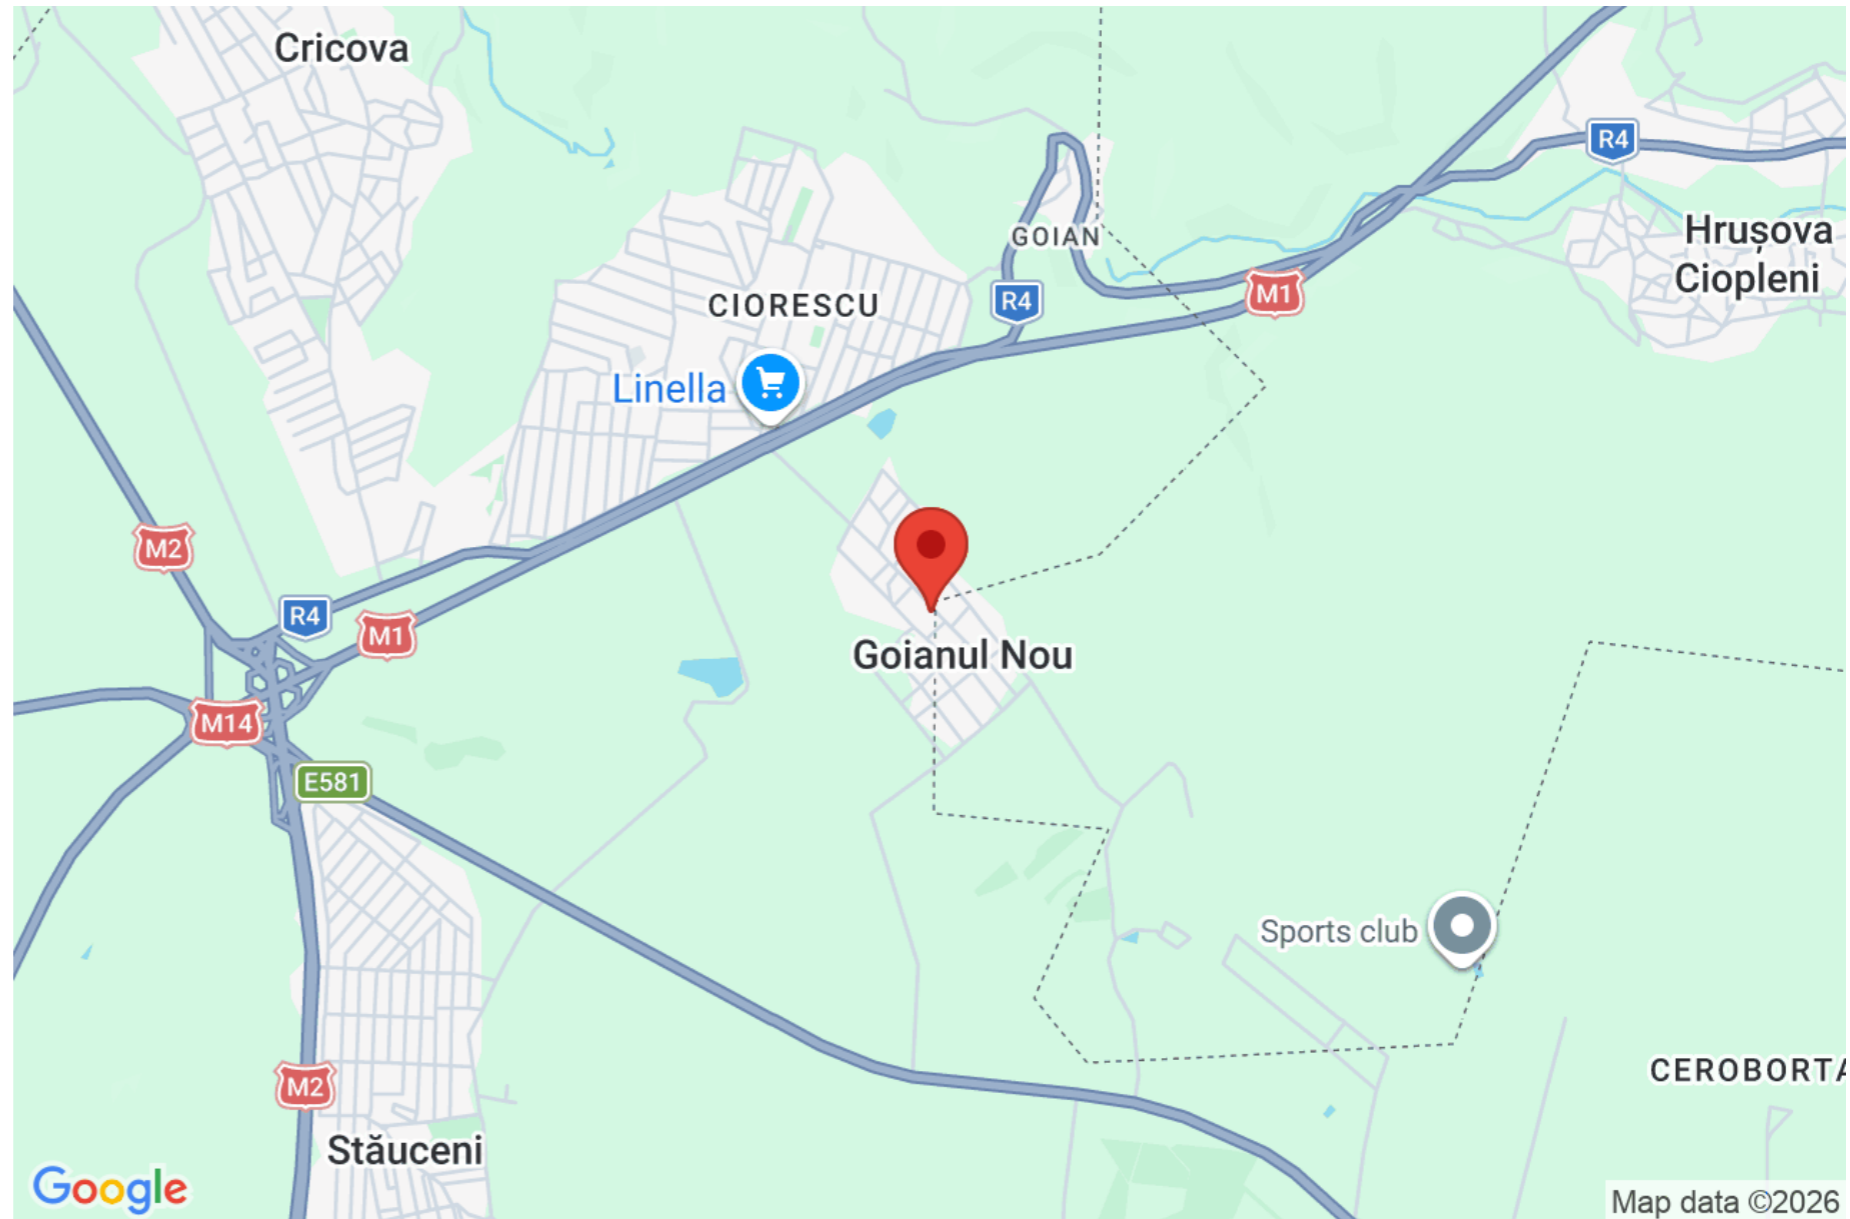 Cricova
R4
Hrușova
Ciopleni
GOIAN
M1
R4
CIORESCU
Linella
M2
R4
M1
Goianul Nou
M14
E581
Sports club
CEROBORTA
M2
Stăuceni
Google
Map data ©2026